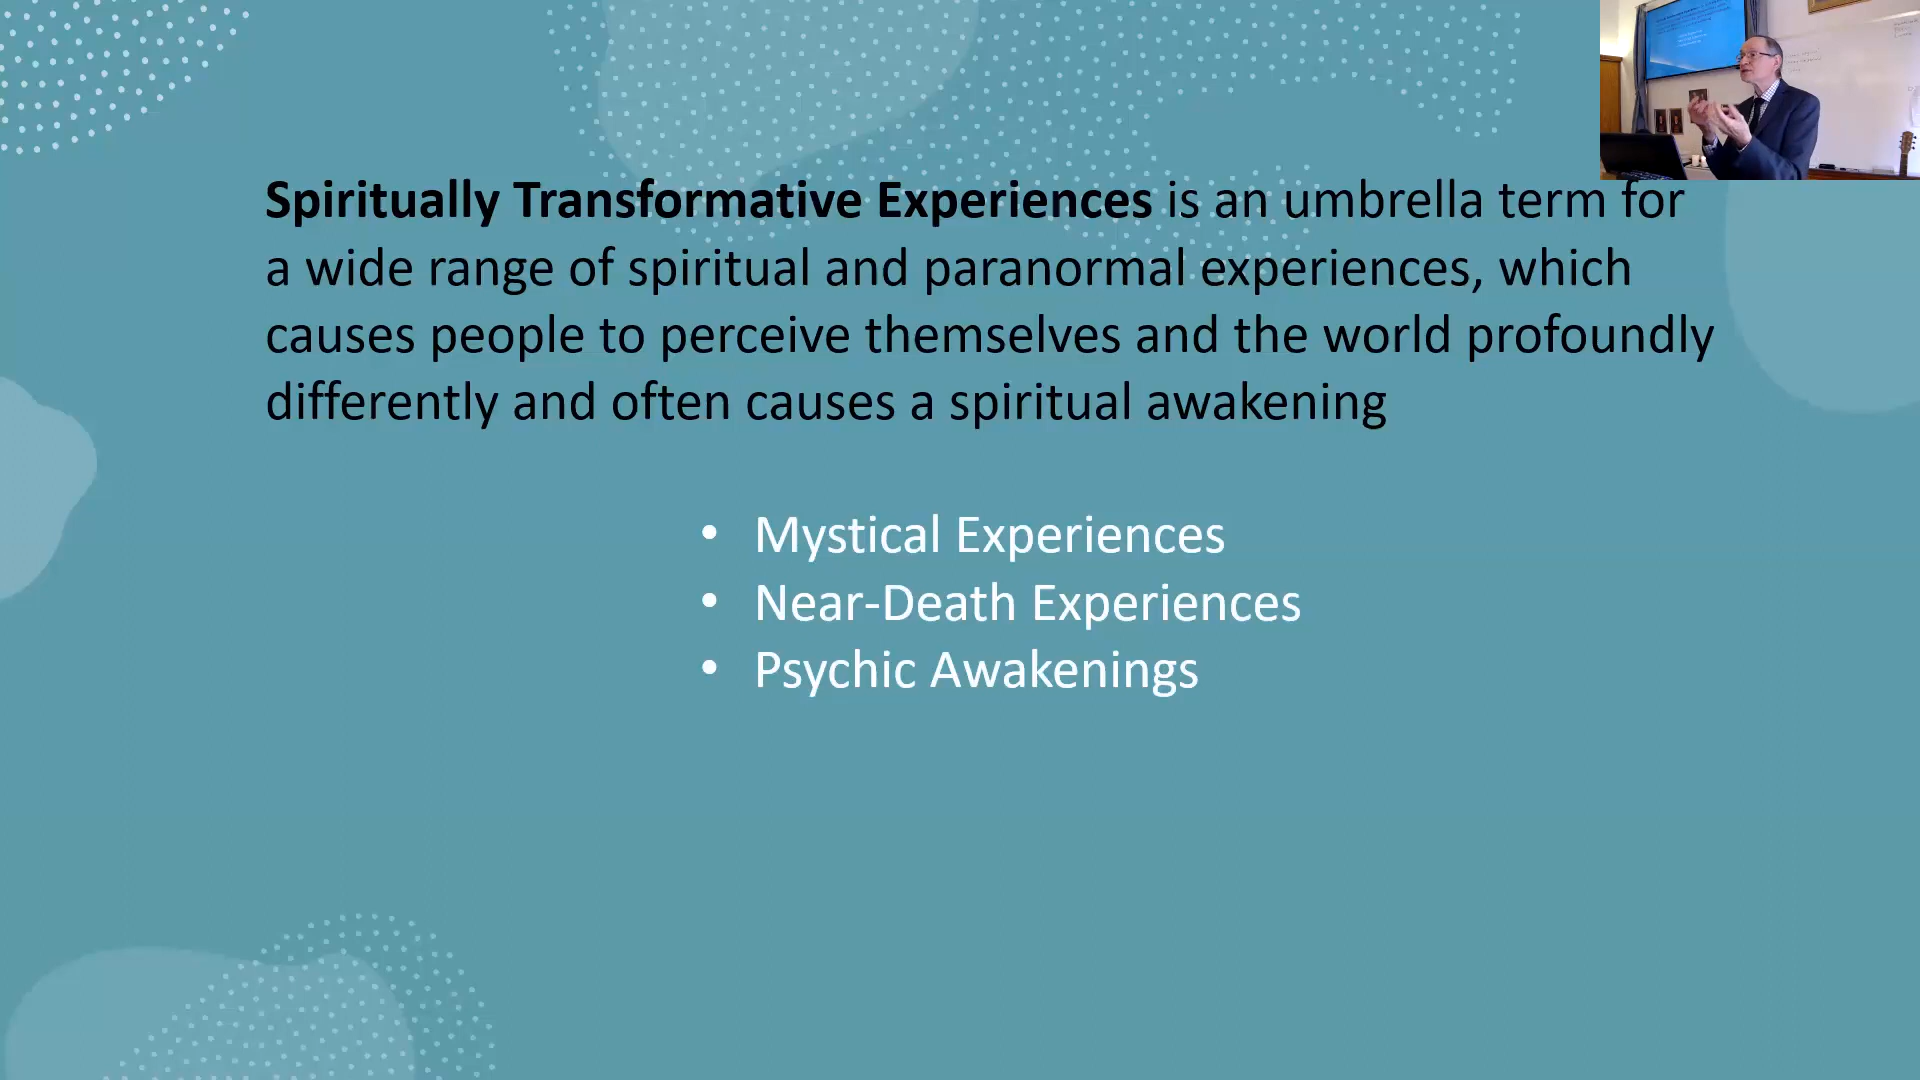 Spiritually Transformative Experiences is an umbrella term for
a wide range of spiritual and paranormal experiences, which
causes people to perceive themselves and the world profoundly
differently and often causes a spiritual awakening
• Mystical Experiences
• Near-Death Experiences
• Psychic Awakenings